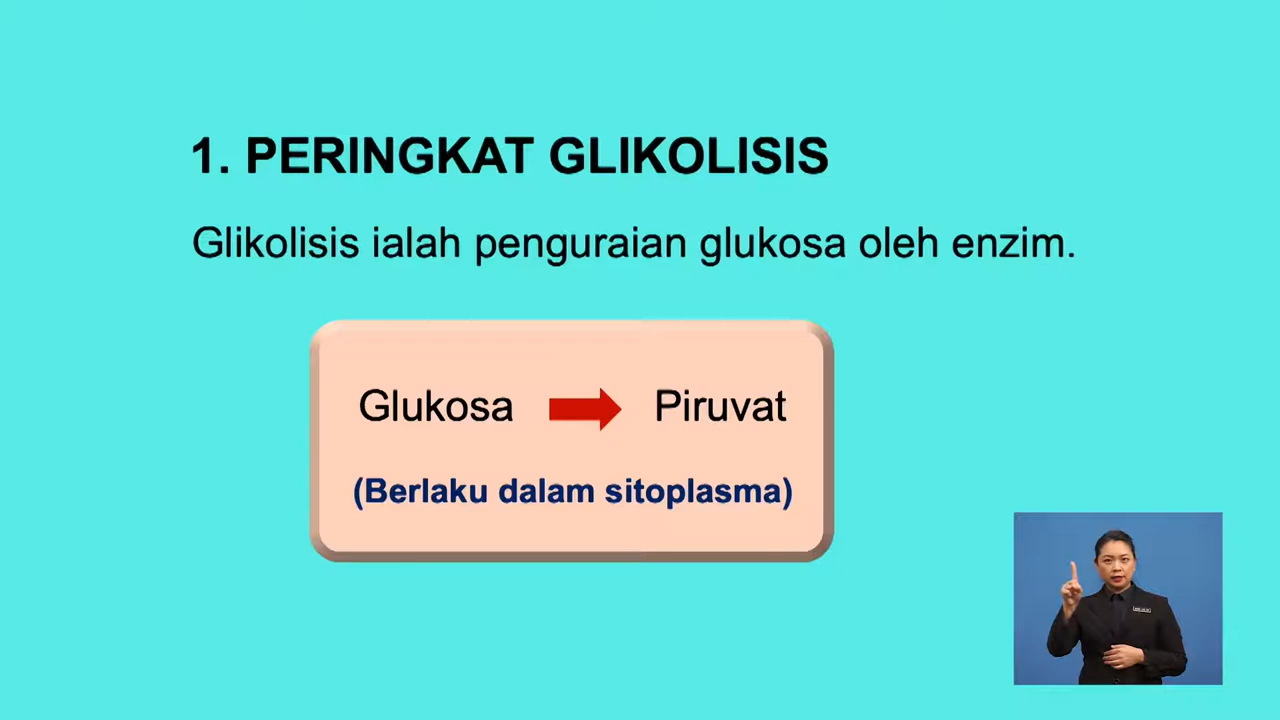 1. PERINGKAT GLIKOLISIS
Glikolisis ialah penguraian glukosa oleh enzim.
Glukosa Piruvat
(Berlaku dalam sitoplasma)